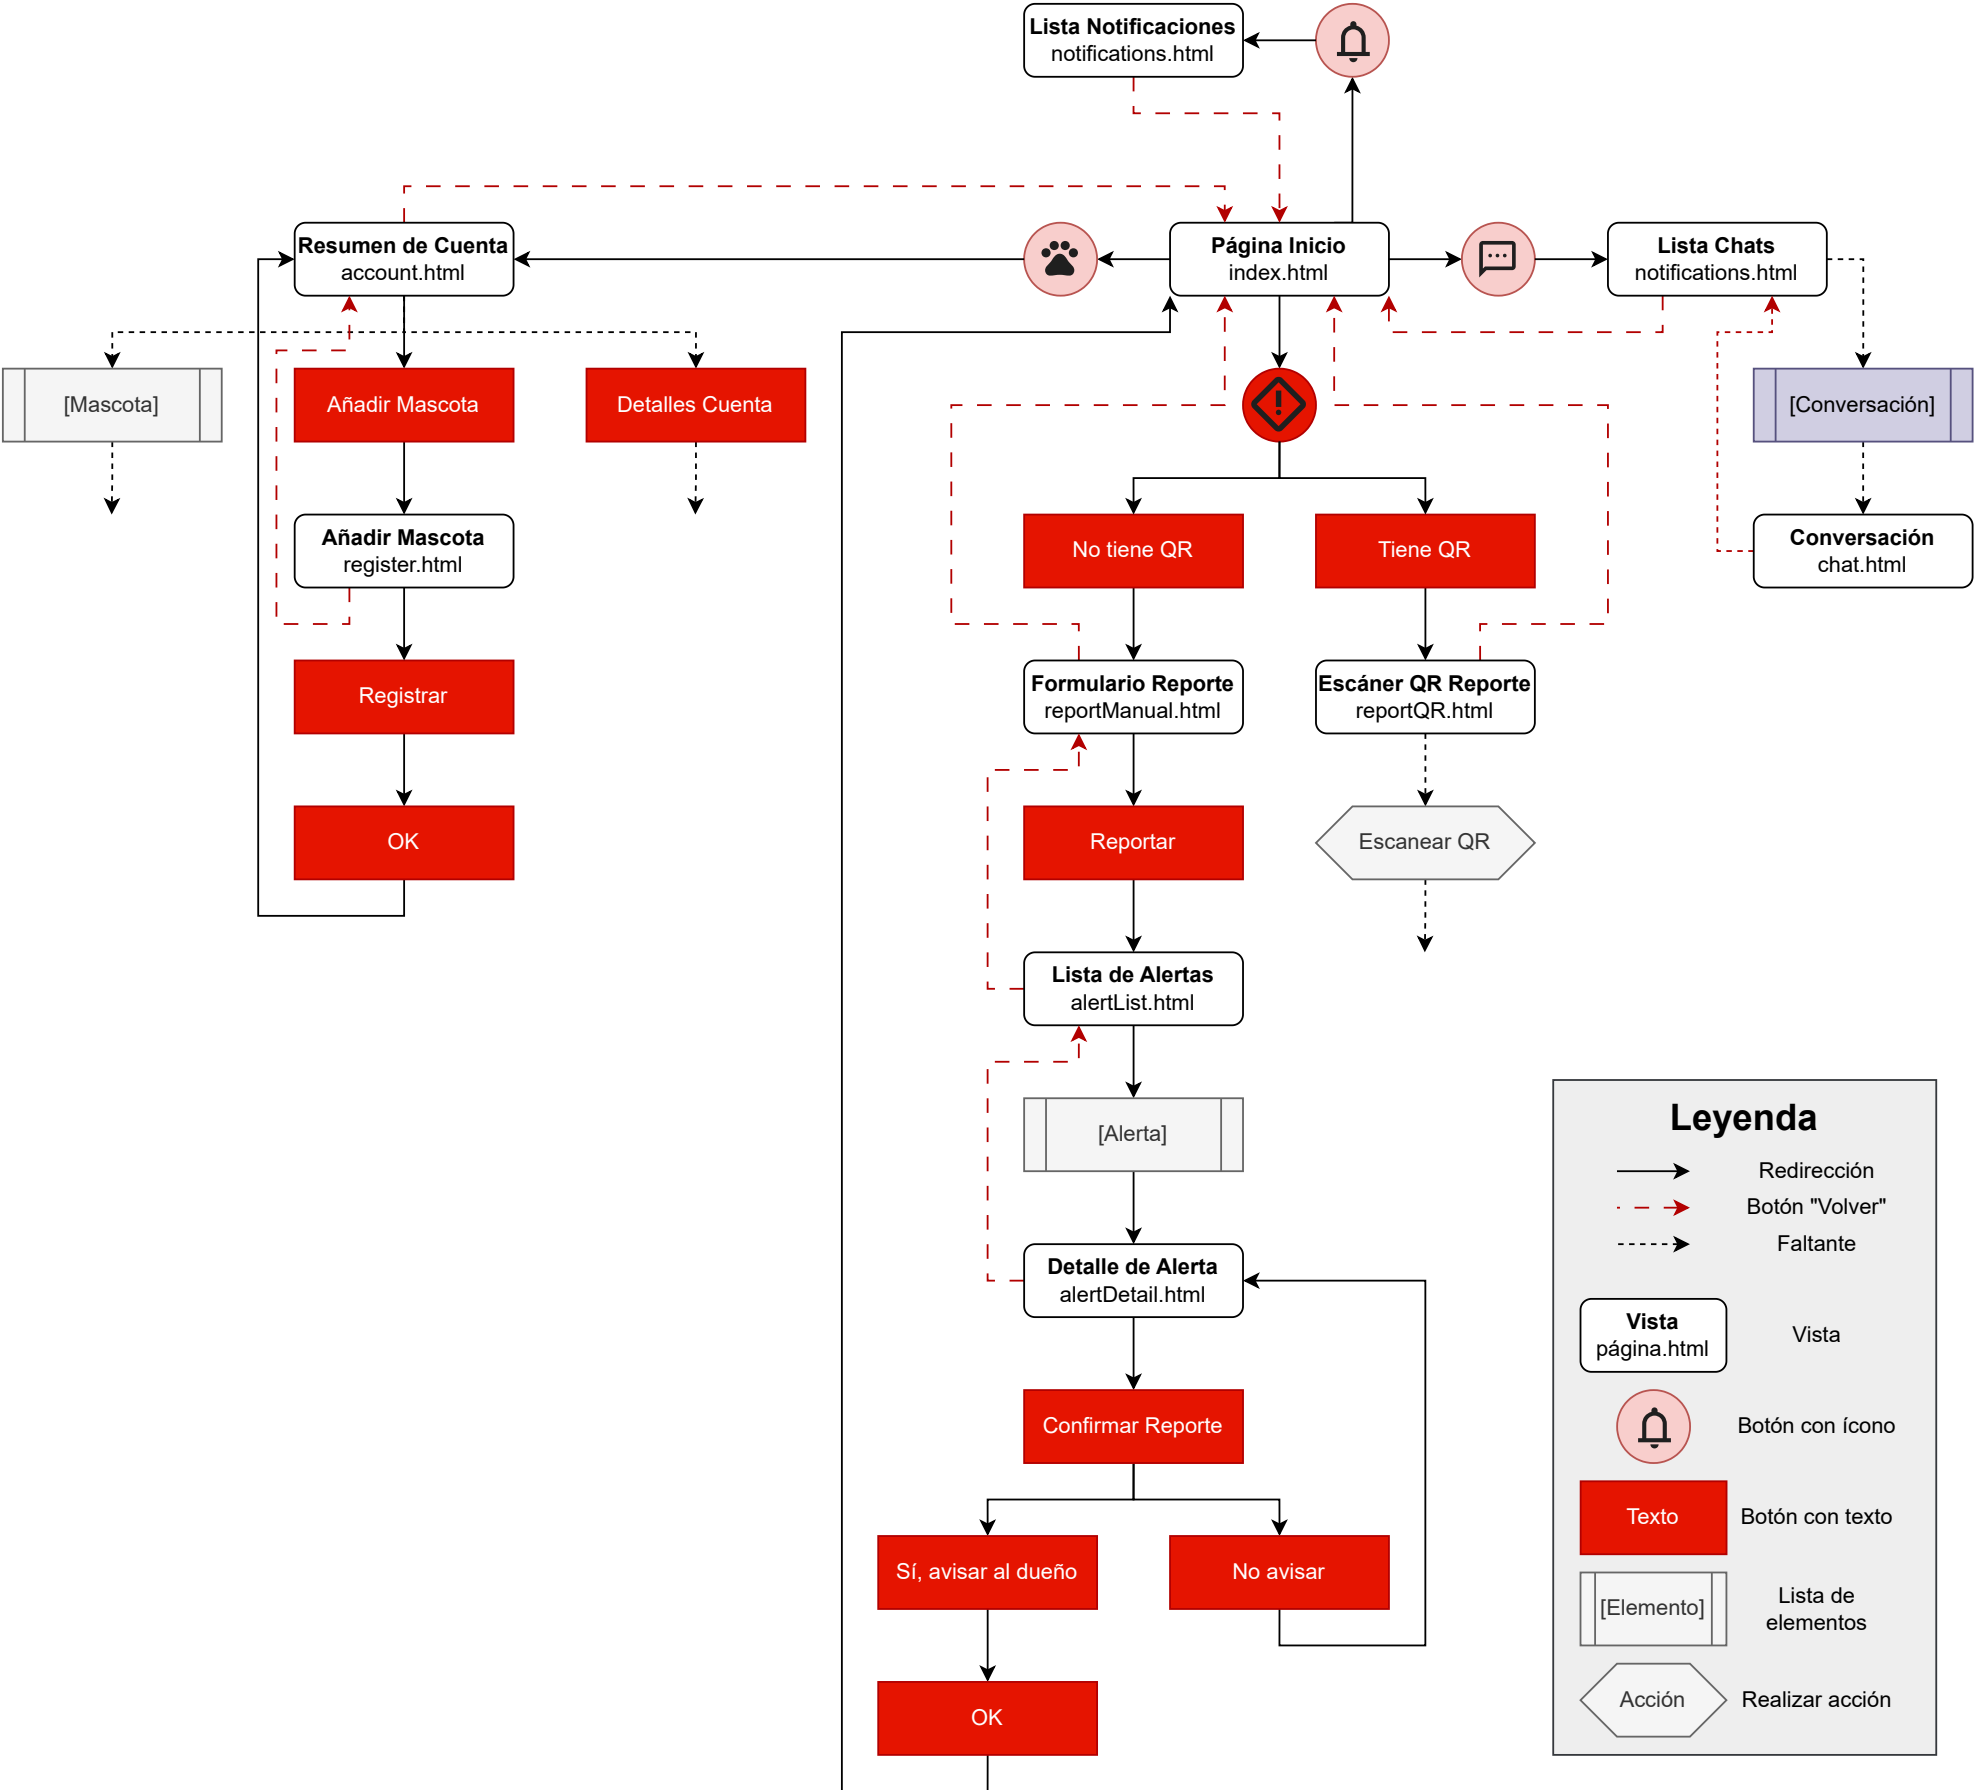 Lista Notificaciones
notifications.html
Resumen de Cuenta
account.html
Página Inicio
index.html
Lista Chats
notifications.html
[Mascota]
Añadir Mascota
Detalles Cuenta
[Conversación]
Añadir Mascota
register.html
No tiene QR
Tiene QR
Conversación
chat.html
Registrar
Formulario Reporte
reportManual.html
Escáner QR Reporte
reportQR.html
OK
Reportar
Escanear QR
Lista de Alertas
alertList.html
[Alerta]
Detalle de Alerta
alertDetail.html
Confirmar Reporte
Sí, avisar al dueño
No avisar
OK
Leyenda
Redirección
Botón "Volver"
Faltante
Vista
página.html
Vista
Botón con ícono
Texto
Botón con texto
[Elemento]
Lista de
elementos
Acción
Realizar acción